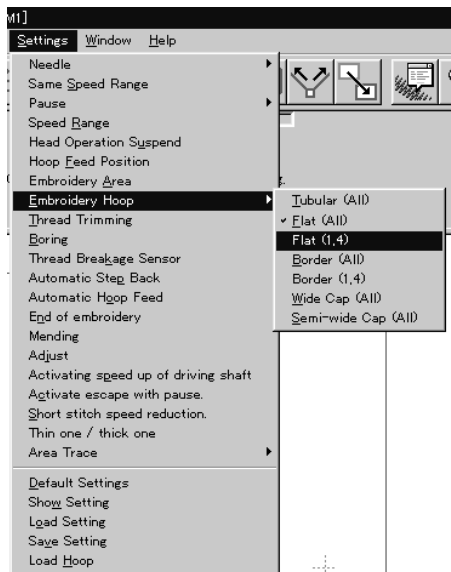 M1]
Settings Window Help
Needle
Same Speed Range
Pause
Speed Range
Head Operation Suspend
Hoop Feed Position
Embroidery Area
Embroidery Hoop
Thread Trimming
Boring
Thread Breakage Sensor
Automatic Step Back
Automatic Hoop Feed
End of embroidery
Mending
Adjust
Activating speed up of driving shaft
Activate escape with pause.
Short stitch speed reduction.
Thin one / thick one
Area Trace
Default Settings
Show Setting
Load Setting
Save Setting
Load Hoop
Tubular (All)
Flat (All)
Flat (1,4)
Border (All)
Border (1,4)
Wide Cap (All)
Semi-wide Cap (All)